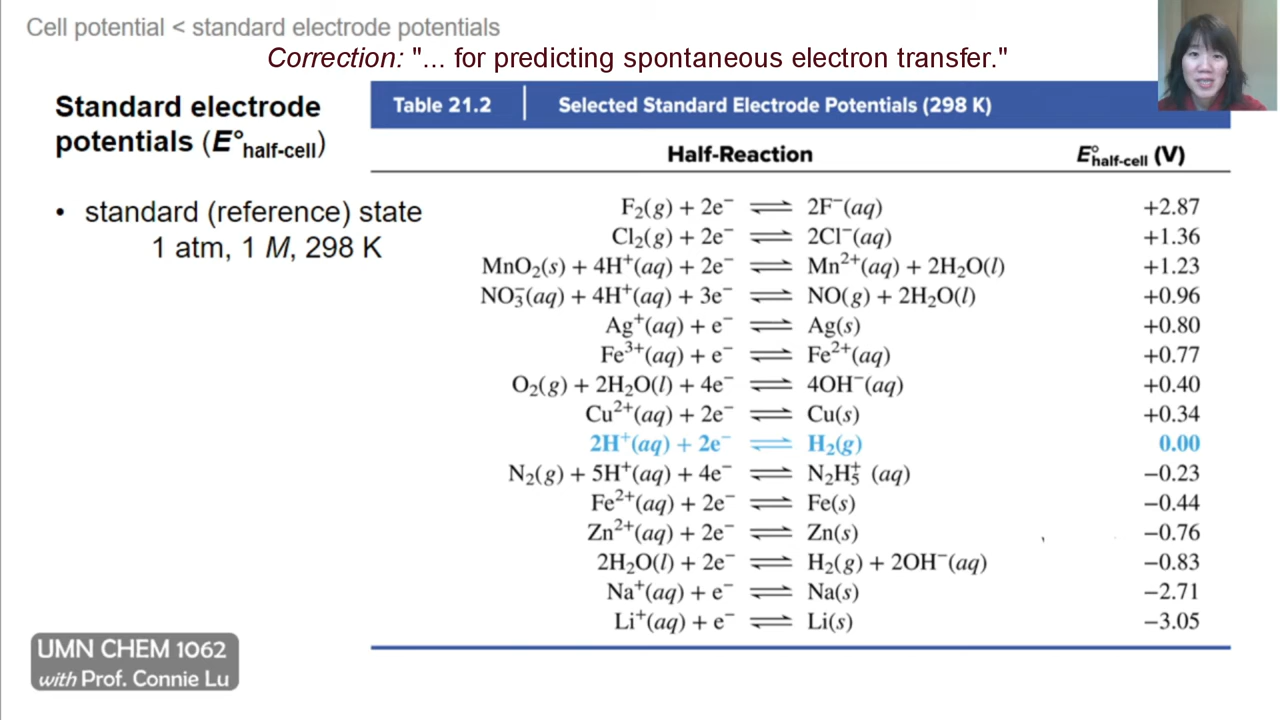 Cell potential < standard electrode potentials
Correction: "... for predicting spontaneous electron transfer."
Standard electrode
potentials (E°half-cell)
• standard (reference) state
1 atm, 1 M, 298 K
Table 21.2 Selected Standard Electrode Potentials (298 K)
Half-Reaction E°half-cell (V)
F₂(g) + 2e⁻ ⇌ 2F⁻(aq) +2.87
Cl₂(g) + 2e⁻ ⇌ 2Cl⁻(aq) +1.36
MnO₂(s) + 4H⁺(aq) + 2e⁻ ⇌ Mn²⁺(aq) + 2H₂O(l) +1.23
NO₃⁻(aq) + 4H⁺(aq) + 3e⁻ ⇌ NO(g) + 2H₂O(l) +0.96
Ag⁺(aq) + e⁻ ⇌ Ag(s) +0.80
Fe³⁺(aq) + e⁻ ⇌ Fe²⁺(aq) +0.77
O₂(g) + 2H₂O(l) + 4e⁻ ⇌ 4OH⁻(aq) +0.40
Cu²⁺(aq) + 2e⁻ ⇌ Cu(s) +0.34
2H⁺(aq) + 2e⁻ ⇌ H₂(g) 0.00
N₂(g) + 5H⁺(aq) + 4e⁻ ⇌ N₂H₅⁺ (aq) −0.23
Fe²⁺(aq) + 2e⁻ ⇌ Fe(s) −0.44
Zn²⁺(aq) + 2e⁻ ⇌ Zn(s) −0.76
2H₂O(l) + 2e⁻ ⇌ H₂(g) + 2OH⁻(aq) −0.83
Na⁺(aq) + e⁻ ⇌ Na(s) −2.71
Li⁺(aq) + e⁻ ⇌ Li(s) −3.05
UMN CHEM 1062
with Prof. Connie Lu